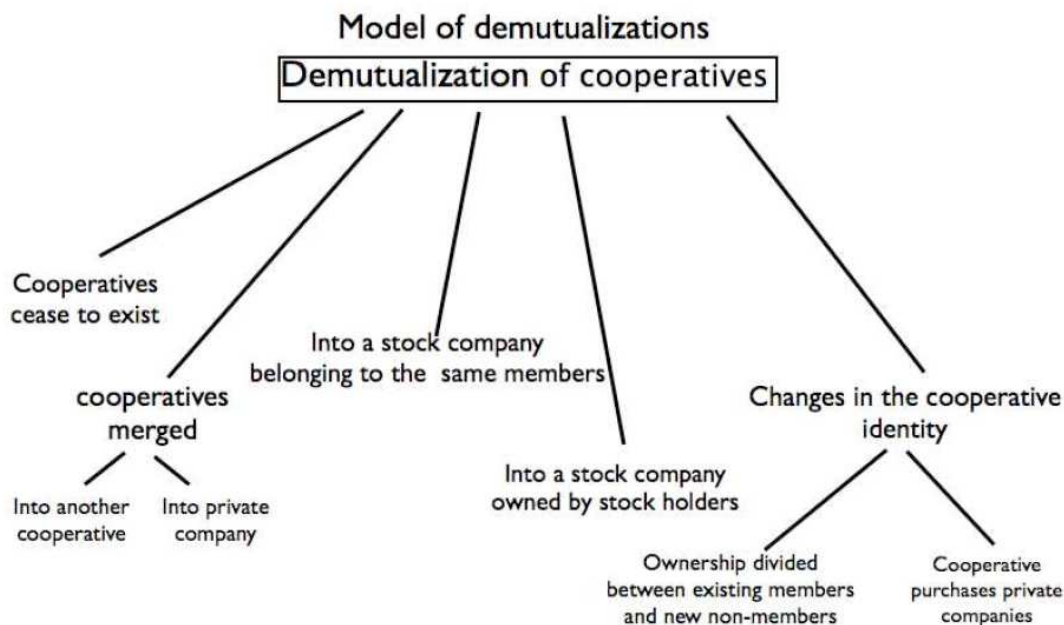 Model of demutualizations
Demutualization of cooperatives
Cooperatives
cease to exist
cooperatives
merged
Into another
cooperative
Into private
company
Into a stock company
belonging to the same members
Into a stock company
owned by stock holders
Changes in the cooperative
identity
Ownership divided
between existing members
and new non-members
Cooperative
purchases private
companies